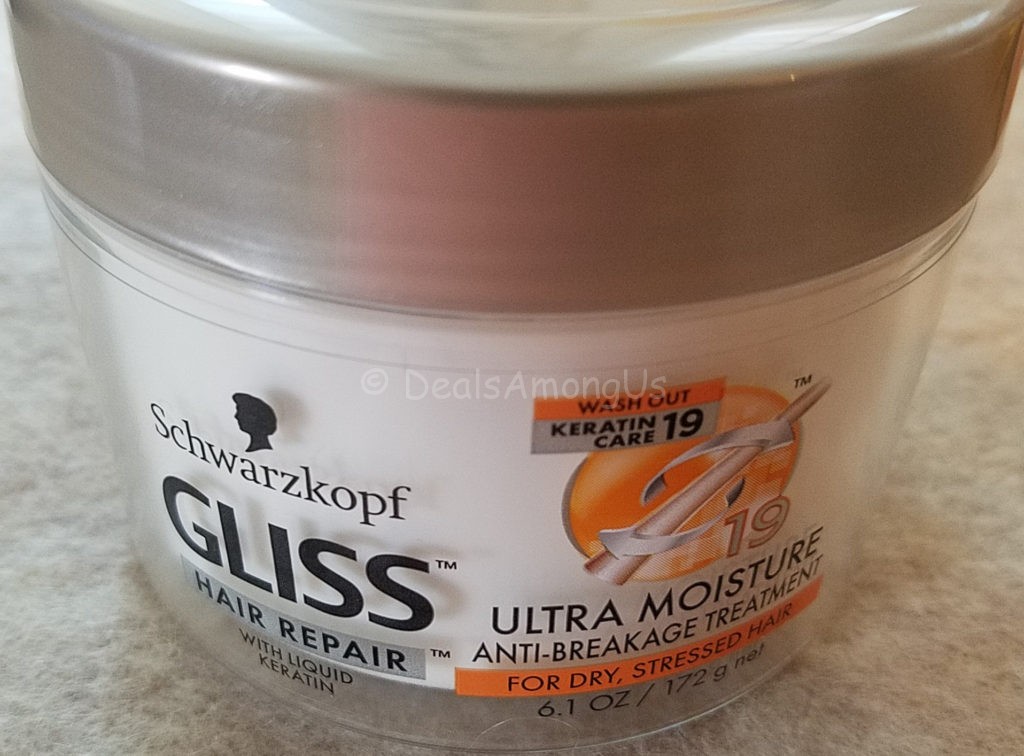 © DealsAmongUs
Schwarzkopf
GLISS™
HAIR REPAIR™
WITH LIQUID
KERATIN
WASH OUT
KERATIN
CARE 19
™
19
ULTRA MOISTURE
ANTI-BREAKAGE TREATMENT
FOR DRY, STRESSED HAIR
6.1 OZ / 172 g net